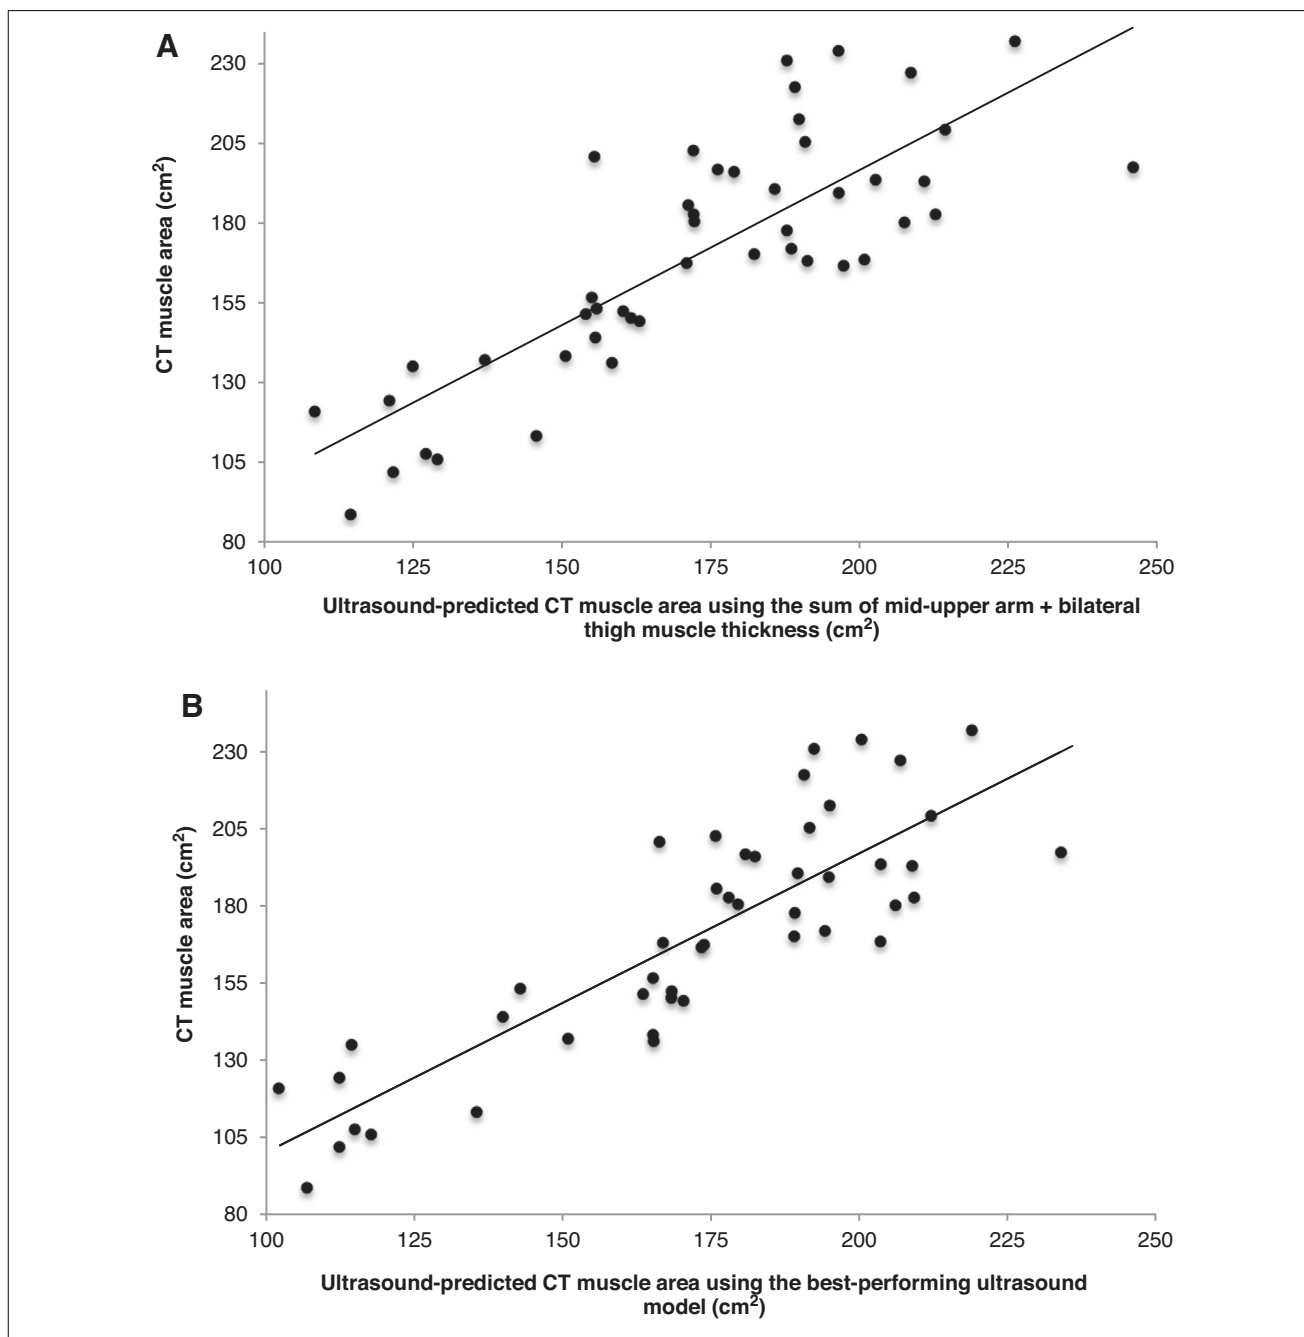 A
230
205
180
155
130
105
80
CT muscle area (cm²)
100 125 150 175 200 225 250
Ultrasound-predicted CT muscle area using the sum of mid-upper arm + bilateral
thigh muscle thickness (cm²)
B
230
205
180
155
130
105
80
CT muscle area (cm²)
100 125 150 175 200 225 250
Ultrasound-predicted CT muscle area using the best-performing ultrasound
model (cm²)